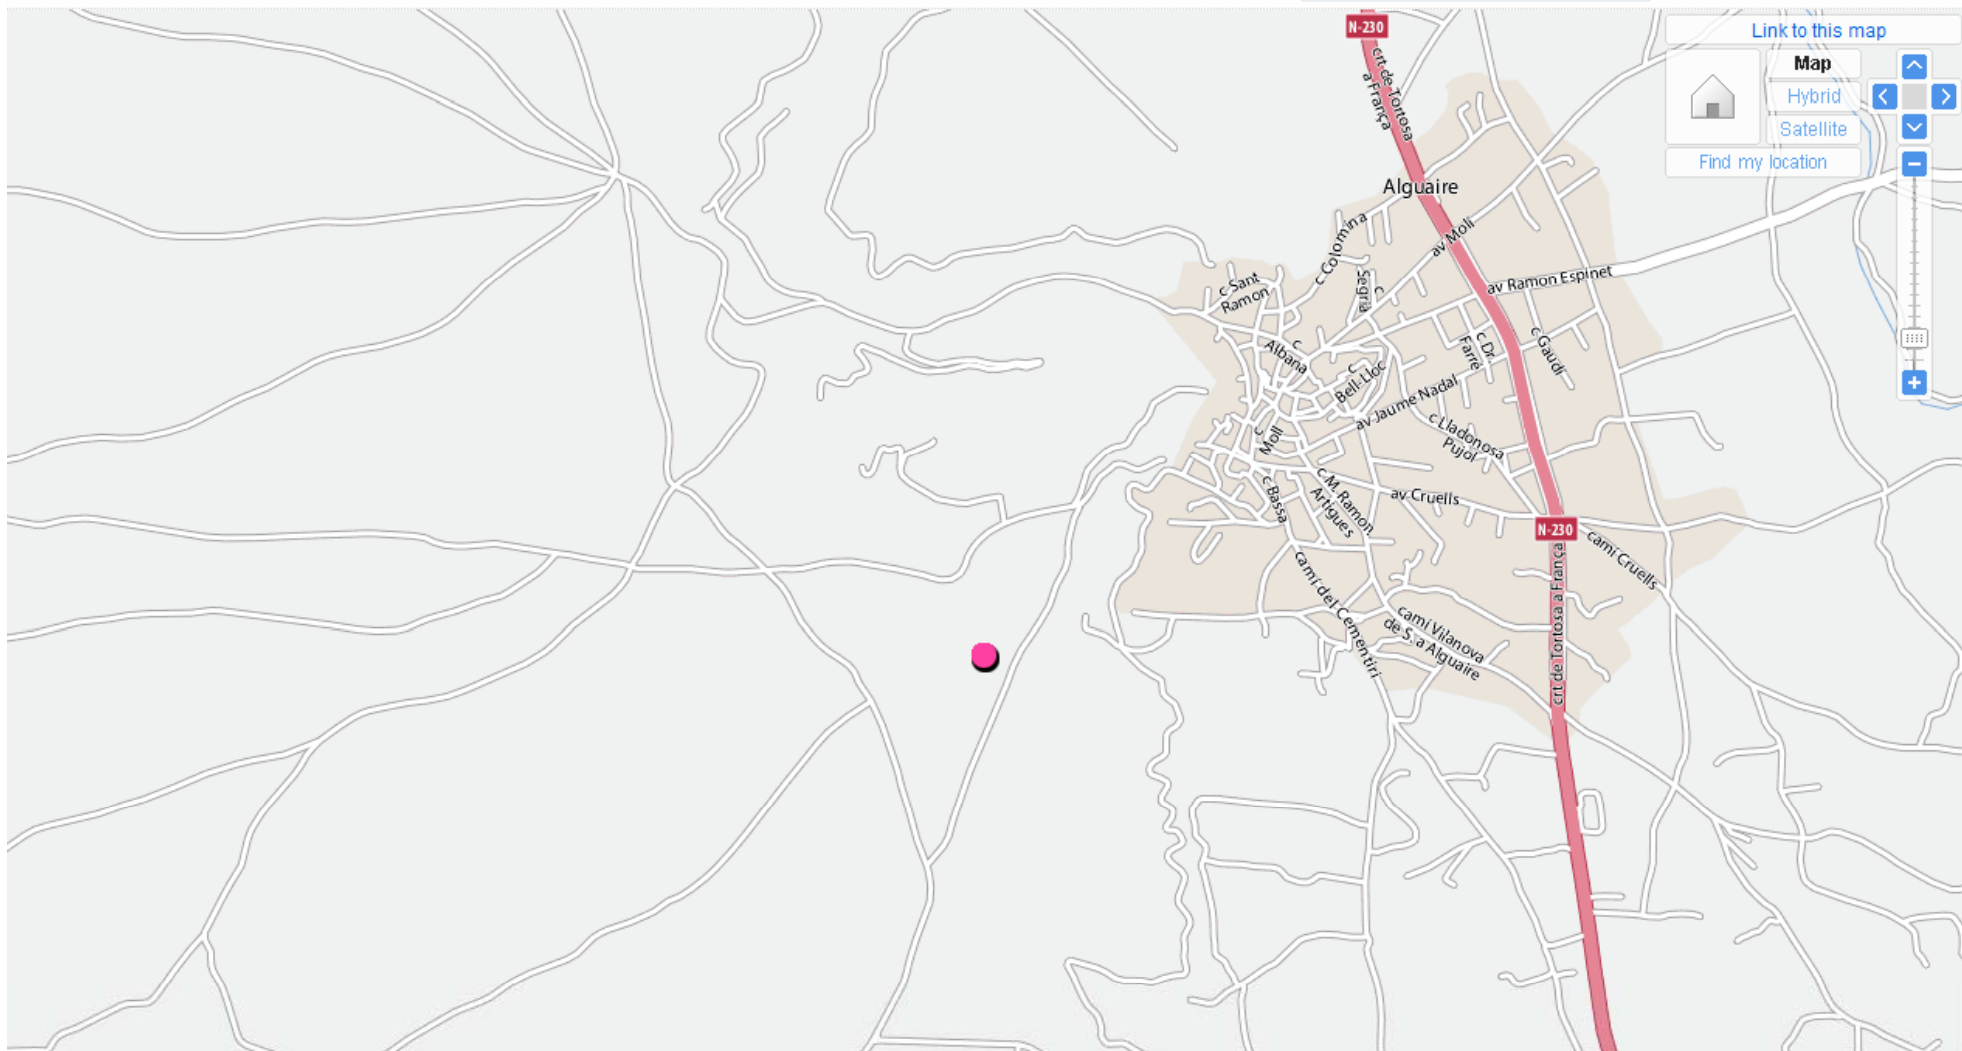 N-230
crt de Tortosa
a França
Link to this map
Map
Hybrid
Satellite
Find my location
Alguaire
c Colomina
av Molí
c Sant
Ramon
c
Segrià
av Ramon Espinet
c
Albana
c Dr.
Farré
c Gaudí
c
Bell-Lloc
av Jaume Nadal
c
Moll
c Lladonosa
Pujol
c Bassa
c M. Ramon
Artigues
av Cruells
N-230
camí Cruells
camí del Cementiri
camí Vilanova
de S. a Alguaire
crt de Tortosa a França